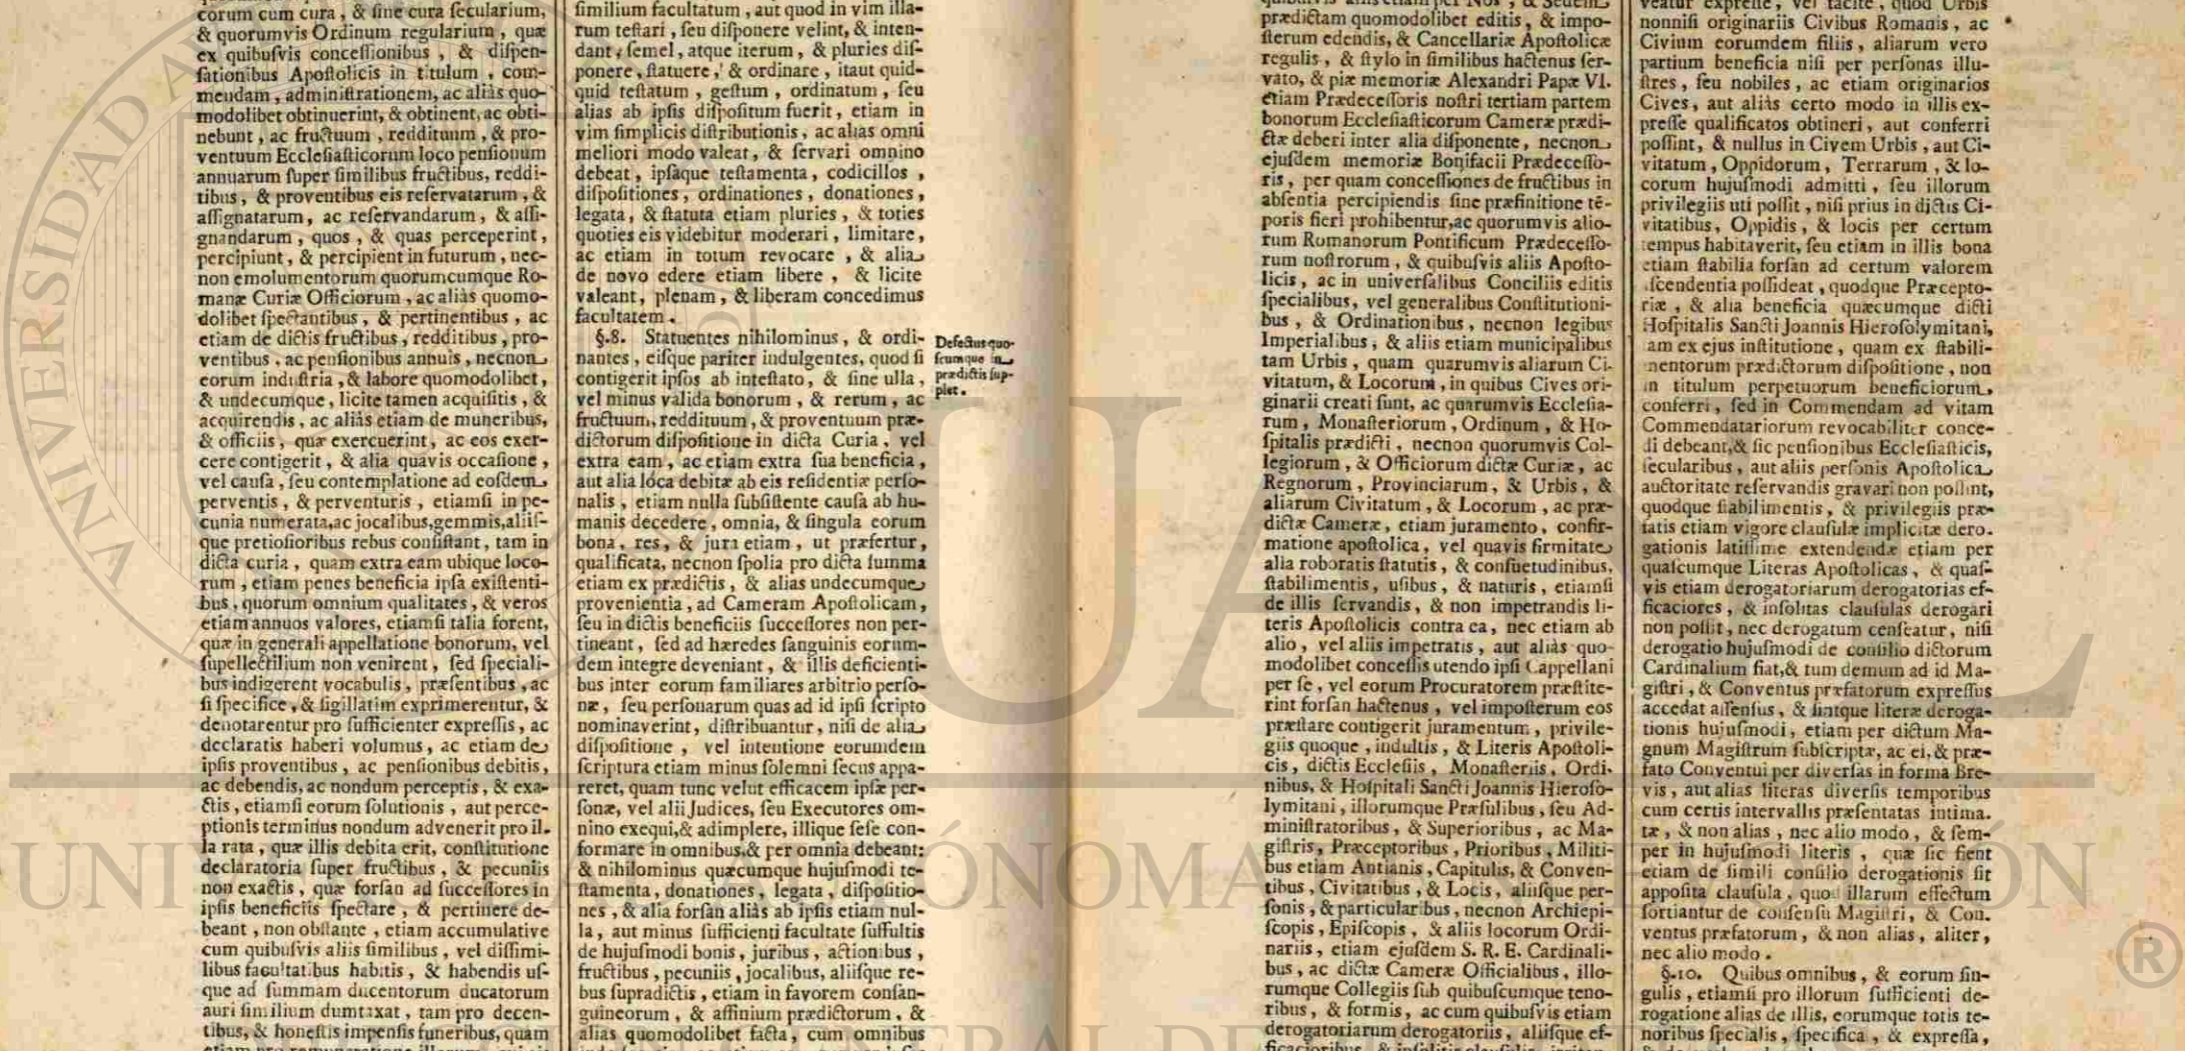 corum cum cura, & ſine cura ſecularium,
& quorumvis Ordinum regularium, quæ
ex quibuſvis conceſſionibus, & diſpen-
ſationibus Apoſtolicis in titulum, com-
mendam, adminiſtrationem, ac aliàs quo-
modolibet obtinuerint, & obtinent, ac obti-
nebunt, ac fructuum, reddituum, & pro-
ventuum Eccleſiaſticorum loco penſionum
annuarum ſuper ſimilibus fructibus, reddi-
tibus, & proventibus eis reſervatarum, &
aſſignatarum, ac reſervandarum, & aſſi-
gnandarum, quos, & quas perceperint,
percipiunt, & percipient in futurum, nec-
non emolumentorum quorumcumque Ro-
manæ Curiæ Officiorum, ac aliàs quomo-
dolibet ſpectantibus, & pertinentibus, ac
etiam de dictis fructibus, redditibus, pro-
ventibus, ac penſionibus annuis, necnon
eorum induſtria, & labore quomodolibet,
& undecumque, licite tamen acquiſitis, &
acquirendis, ac aliàs etiam de muneribus,
& officiis, quæ exercuerint, ac eos exer-
cere contigerit, & alia quavis occaſione,
vel cauſa, ſeu contemplatione ad eoſdem
perventis, & perventuris, etiamſi in pe-
cunia numerata, ac jocalibus, gemmis, aliiſ-
que pretioſioribus rebus conſiſtant, tam in
dicta curia, quam extra eam ubique loco-
rum, etiam penes beneficia ipſa exiſtenti-
bus, quorum omnium qualitates, & veros
etiam annuos valores, etiamſi talia forent,
quæ in generali appellatione bonorum, vel
ſupellectilium non venirent, ſed ſpeciali-
bus indigerent vocabulis, præſentibus, ac
ſi ſpecifice, & ſigillatim exprimerentur, &
denotarentur pro ſufficienter expreſſis, ac
declaratis haberi volumus, ac etiam de
ipſis proventibus, ac penſionibus debitis,
ac debendis, ac nondum perceptis, & exa-
ctis, etiamſi eorum ſolutionis, aut perce-
ptionis terminus nondum advenerit pro il-
la rata, quæ illis debita erit, conſtitutione
declaratoria ſuper fructibus, & pecuniis
non exactis, quæ forſan ad ſucceſſores in
ipſis beneficiis ſpectare, & pertinere de-
beant, non obſtante, etiam accumulative
cum quibuſvis aliis ſimilibus, vel diſſimi-
libus facultatibus habitis, & habendis uſ-
que ad ſummam ducentorum ducatorum
auri ſimilium dumtaxat, tam pro decen-
tibus, & honeſtis impenſis funeribus, quam
ſimilium facultatum, aut quod in vim illa-
rum teſtari, ſeu diſponere velint, & inten-
dant, ſemel, atque iterum, & pluries diſ-
ponere, ſtatuere, & ordinare, itaut quid-
quid teſtatum, geſtum, ordinatum, ſeu
alias ab ipſis diſpoſitum fuerit, etiam in
vim ſimplicis diſtributionis, ac alias omni
meliori modo valeat, & ſervari omnino
debeat, ipſaque teſtamenta, codicillos,
diſpoſitiones, ordinationes, donationes,
legata, & ſtatuta etiam pluries, & toties
quoties eis videbitur moderari, limitare,
ac etiam in totum revocare, & alia
de novo edere etiam libere, & licite
valeant, plenam, & liberam concedimus
facultatem.
§.8. Statuentes nihilominus, & ordi-
nantes, eiſque pariter indulgentes, quod ſi
contigerit ipſos ab inteſtato, & ſine ulla,
vel minus valida bonorum, & rerum, ac
fructuum, reddituum, & proventuum præ-
dictorum diſpoſitione in dicta Curia, vel
extra eam, ac etiam extra ſua beneficia,
aut alia lóca debitæ ab eis reſidentiæ perſo-
nalis, etiam nulla ſubſiſtente cauſa ab hu-
manis decedere, omnia, & ſingula eorum
bona, res, & jura etiam, ut præfertur,
qualificata, necnon ſpolia pro dicta ſumma
etiam ex prædictis, & alias undecumque
provenientia, ad Cameram Apoſtolicam,
ſeu in dictis beneficiis ſucceſſores non per-
tineant, ſed ad hæredes ſanguinis eorum-
dem integre deveniant, & illis deficienti-
bus inter eorum familiares arbitrio perſo-
næ, ſeu perſonarum quas ad id ipſi ſcripto
nominaverint, diſtribuantur, niſi de alia
diſpoſitione, vel intentione eorumdem
ſcriptura etiam minus ſolemni ſecus appa-
reret, quam tunc velut efficacem ipſæ per-
ſonæ, vel alii Judices, ſeu Executores om-
nino exequi, & adimplere, illique ſeſe con-
formare in omnibus, & per omnia debeant:
& nihilominus quæcumque hujuſmodi te-
ſtamenta, donationes, legata, diſpoſitio-
nes, & alia forſan aliàs ab ipſis etiam nul-
la, aut minus ſufficienti facultate ſuffultis
de hujuſmodi bonis, juribus, actionibus,
fructibus, pecuniis, jocalibus, aliiſque re-
bus ſupradictis, etiam in favorem conſan-
guineorum, & affinium prædictorum, &
alias quomodolibet facta, cum omnibus
Defectus quo-
ſcumque in
prædictis ſup-
plet.
prædictam quomodolibet editis, & impo-
ſterum edendis, & Cancellariæ Apoſtolicæ
regulis, & ſtylo in ſimilibus hactenus ſer-
vato, & piæ memoriæ Alexandri Papæ VI.
etiam Prædeceſſoris noſtri tertiam partem
bonorum Eccleſiaſticorum Cameræ prædi-
ctæ deberi inter alia diſponente, necnon
ejuſdem memoriæ Bonifacii Prædeceſſo-
ris, per quam conceſſiones de fructibus in
abſentia percipiendis ſine præfinitione tē-
poris fieri prohibentur, ac quorumvis alio-
rum Romanorum Pontificum Prædeceſſo-
rum noſtrorum, & quibuſvis aliis Apoſto-
licis, ac in univerſalibus Conciliis editis
ſpecialibus, vel generalibus Conſtitutioni-
bus, & Ordinationibus, necnon legibus
Imperialibus, & aliis etiam municipalibus
tam Urbis, quam quarumvis aliarum Ci-
vitatum, & Locorum, in quibus Cives ori-
ginarii creati ſunt, ac quarumvis Eccleſia-
rum, Monaſteriorum, Ordinum, & Ho-
ſpitalis prædicti, necnon quorumvis Col-
legiorum, & Officiorum dictæ Curiæ, ac
Regnorum, Provinciarum, & Urbis, &
aliarum Civitatum, & Locorum, ac præ-
dictæ Cameræ, etiam juramento, confir-
matione apoſtolica, vel quavis firmitate
alia roboratis ſtatutis, & conſuetudinibus,
ſtabilimentis, uſibus, & naturis, etiamſi
de illis ſervandis, & non impetrandis li-
teris Apoſtolicis contra ea, nec etiam ab
alio, vel aliis impetratis, aut aliàs quo-
modolibet conceſſis utendo ipſi Cappellani
per ſe, vel eorum Procuratorem præſtite-
rint forſan hactenus, vel impoſterum eos
præſtare contigerit juramentum, privile-
giis quoque, indultis, & Literis Apoſtoli-
cis, dictis Eccleſiis, Monaſteriis, Ordi-
nibus, & Hoſpitali Sancti Joannis Hieroſo-
lymitani, illorumque Præſulibus, ſeu Ad-
miniſtratoribus, & Superioribus, ac Ma-
giſtris, Præceptoribus, Prioribus, Militi-
bus etiam Antianis, Capitulis, & Conven-
tibus, Civitatibus, & Locis, aliiſque per-
ſonis, & particularibus, necnon Archiepi-
ſcopis, Epiſcopis, & aliis locorum Ordi-
nariis, etiam ejuſdem S. R. E. Cardinali-
bus, ac dictæ Cameræ Officialibus, illo-
rumque Collegiis ſub quibuſcumque teno-
ribus, & formis, ac cum quibuſvis etiam
derogatoriarum derogatoriis, aliiſque ef-
veatur expreſſe, vel tacite, quod Urbis
nonniſi originariis Civibus Romanis, ac
Civium eorumdem filiis, aliarum vero
partium beneficia niſi per perſonas illu-
ſtres, ſeu nobiles, ac etiam originarios
Cives, aut aliàs certo modo in illis ex-
preſſe qualificatos obtineri, aut conferri
poſſint, & nullus in Civem Urbis, aut Ci-
vitatum, Oppidorum, Terrarum, & lo-
corum hujuſmodi admitti, ſeu illorum
privilegiis uti poſſit, niſi prius in dictis Ci-
vitatibus, Oppidis, & locis per certum
tempus habitaverit, ſeu etiam in illis bona
etiam ſtabilia forſan ad certum valorem
ſcendentia poſſideat, quodque Præcepto-
riæ, & alia beneficia quæcumque dicti
Hoſpitalis Sancti Joannis Hieroſolymitani,
am ex ejus inſtitutione, quam ex ſtabili-
mentorum prædictorum diſpoſitione, non
in titulum perpetuorum beneficiorum,
conferri, ſed in Commendam ad vitam
Commendatariorum revocabiliter conce-
di debeant, & ſic penſionibus Eccleſiaſticis,
ſecularibus, aut aliis perſonis Apoſtolica
auctoritate reſervandis gravari non poſſint,
quodque ſtabilimentis, & privilegiis præ-
fatis etiam vigore clauſulæ implicitæ dero-
gationis latiſſime extendendæ etiam per
quaſcumque Literas Apoſtolicas, & quaſ-
vis etiam derogatoriarum derogatorias ef-
ficaciores, & inſolitas clauſulas derogari
non poſſit, nec derogatum cenſeatur, niſi
derogatio hujuſmodi de conſilio dictorum
Cardinalium fiat, & tum demum ad id Ma-
giſtri, & Conventus præfatorum expreſſus
accedat aſſenſus, & ſiatque literæ deroga-
tionis hujuſmodi, etiam per dictum Ma-
gnum Magiſtrum ſubſcriptæ, ac ei, & præ-
fato Conventui per diverſas in forma Bre-
vis, aut alias literas diverſis temporibus
cum certis intervallis præſentatas intima-
tæ, & non alias, nec alio modo, & ſem-
per in hujuſmodi literis, quæ ſic fient
etiam de ſimili conſilio derogationis ſit
appoſita clauſula, quod illarum effectum
ſortiantur de conſenſu Magiſtri, & Con-
ventus præfatorum, & non alias, aliter,
nec alio modo.
§.10. Quibus omnibus, & eorum ſin-
gulis, etiamſi pro illorum ſufficienti de-
rogatione alias de illis, eorumque totis te-
noribus ſpecialis, ſpecifica, & expreſſa,